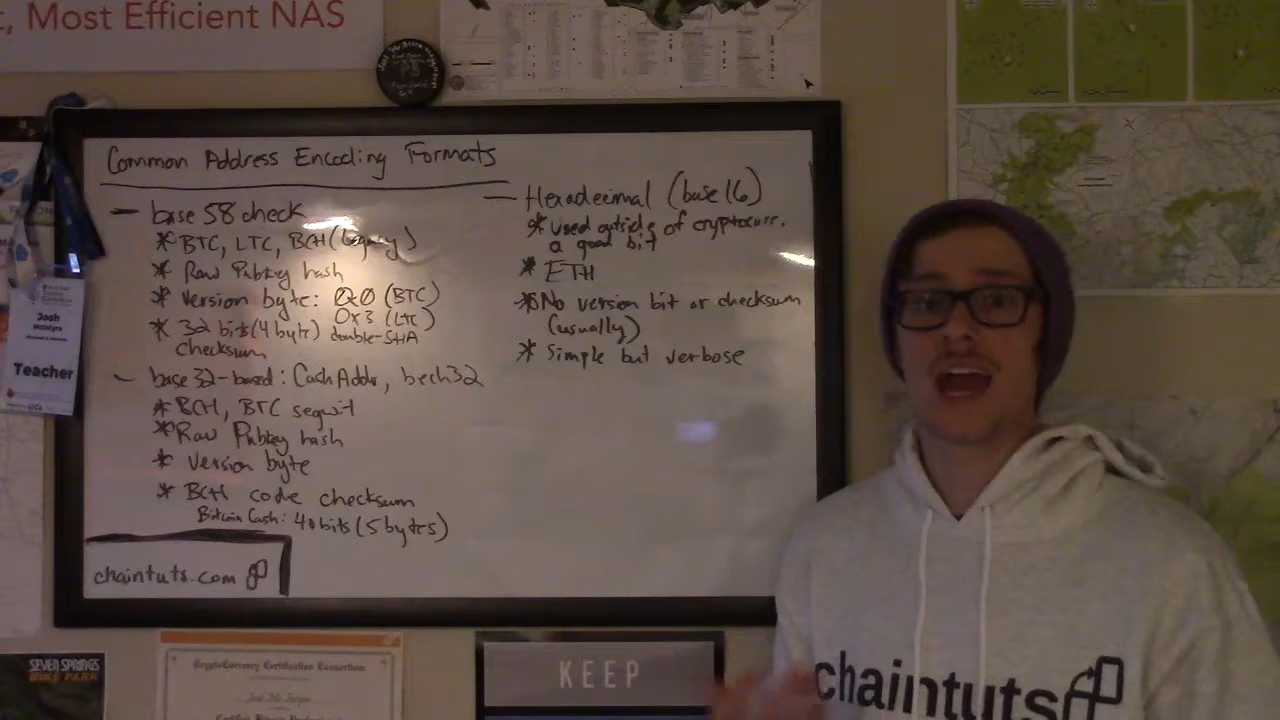 , Most Efficient NAS
Common Address Encoding Formats
– base 58 check
* BTC, LTC, BCH (Legacy)
* Raw Pubkey hash
* version byte: 0x0 (BTC)
0x3 (LTC)
* 32 bits (4 byte) double-SHA
checksum
– base 32-based: CashAddr, bech32
* BCH, BTC segwit
* Raw Pubkey hash
* version byte
* BCH code checksum
Bitcoin Cash: 40 bits (5 bytes)
chaintuts.com
– Hexadecimal (base 16)
* used outside of cryptocurr.
a good bit
* ETH
* No version bit or checksum
(usually)
* Simple but verbose
Josh
McIntyre
Teacher
SEVEN SPRINGS
BIKE PARK
CryptoCurrency Certification Consortium
KEEP
chaintuts